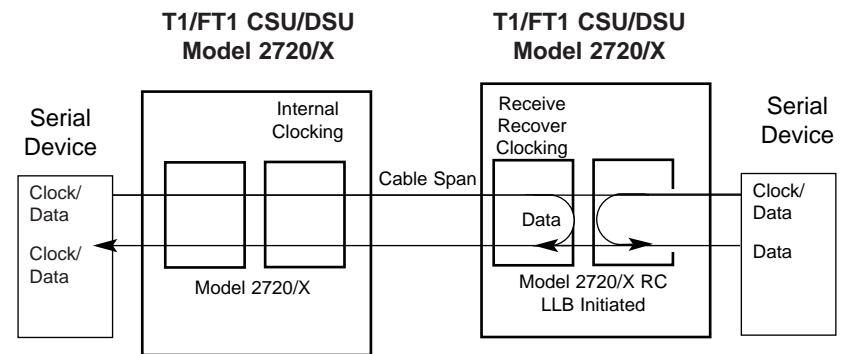 T1/FT1 CSU/DSU
Model 2720/X
T1/FT1 CSU/DSU
Model 2720/X
Serial
Device
Internal
Clocking
Receive
Recover
Clocking
Serial
Device
Cable Span
Clock/
Data
Clock/
Data
Data
Clock/
Data
Data
Model 2720/X
Model 2720/X RC
LLB Initiated